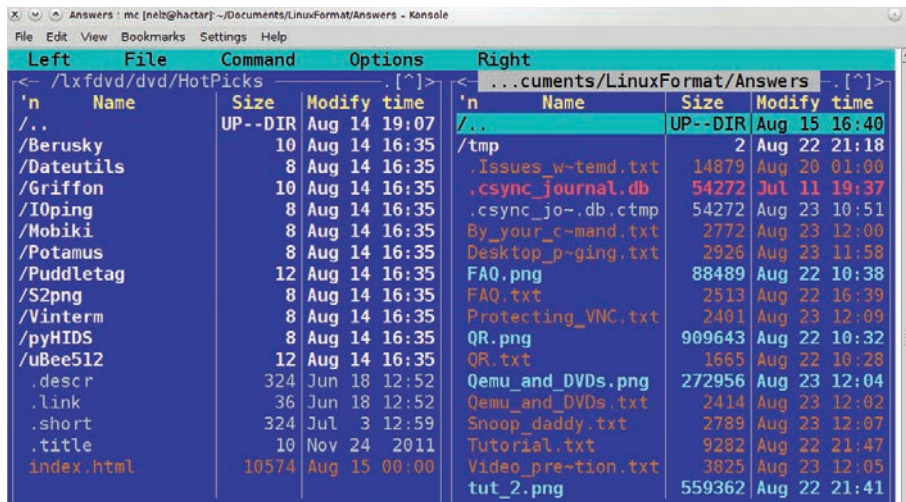 Answers : mc [nelz@hactar]:~/Documents/LinuxFormat/Answers - Konsole
File Edit View Bookmarks Settings Help
Left File Command Options Right
<─ /lxfdvd/dvd/HotPicks ─.[^]>
'n Name Size Modify time
/.. UP--DIR Aug 14 19:07
/Berusky 10 Aug 14 16:35
/Dateutils 8 Aug 14 16:35
/Griffon 10 Aug 14 16:35
/IOping 8 Aug 14 16:35
/Mobiki 8 Aug 14 16:35
/Potamus 8 Aug 14 16:35
/Puddletag 12 Aug 14 16:35
/S2png 8 Aug 14 16:35
/Vinterm 8 Aug 14 16:35
/pyHIDS 8 Aug 14 16:35
/uBee512 12 Aug 14 16:35
.descr 324 Jun 18 12:52
.link 36 Jun 18 12:52
.short 324 Jul 3 12:59
.title 10 Nov 24 2011
index.html 10574 Aug 15 00:00
<─ ...cuments/LinuxFormat/Answers ─.[^]>
'n Name Size Modify time
/.. UP--DIR Aug 15 16:40
/tmp 2 Aug 22 21:18
.Issues_w~temd.txt 14879 Aug 20 01:00
.csync_journal.db 54272 Jul 11 19:37
.csync_jo~.db.ctmp 54272 Aug 23 10:51
By_your_c~mand.txt 2772 Aug 23 12:00
Desktop_p~ging.txt 2926 Aug 23 11:58
FAQ.png 88489 Aug 22 10:38
FAQ.txt 2513 Aug 22 16:39
Protecting_VNC.txt 2401 Aug 23 12:09
QR.png 909643 Aug 22 10:32
QR.txt 1665 Aug 22 10:28
Qemu_and_DVDs.png 272956 Aug 23 12:04
Qemu_and_DVDs.txt 2414 Aug 23 12:02
Snoop_daddy.txt 2789 Aug 23 12:07
Tutorial.txt 9282 Aug 22 21:47
Video_pre~tion.txt 3825 Aug 23 12:05
tut_2.png 559362 Aug 22 21:41